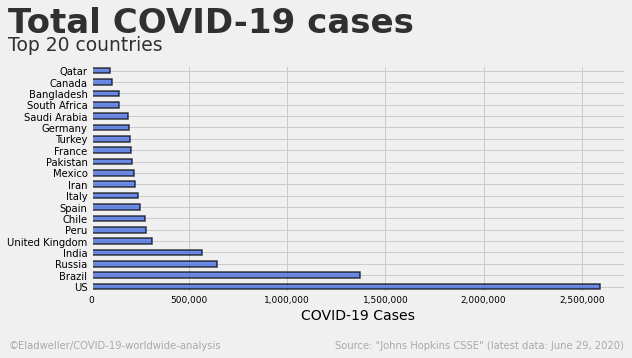 Total COVID-19 cases
Top 20 countries
Qatar
Canada
Bangladesh
South Africa
Saudi Arabia
Germany
Turkey
France
Pakistan
Mexico
Iran
Italy
Spain
Chile
Peru
United Kingdom
India
Russia
Brazil
US
0 500,000 1,000,000 1,500,000 2,000,000 2,500,000
COVID-19 Cases
©Eladweller/COVID-19-worldwide-analysis Source: "Johns Hopkins CSSE" (latest data: June 29, 2020)